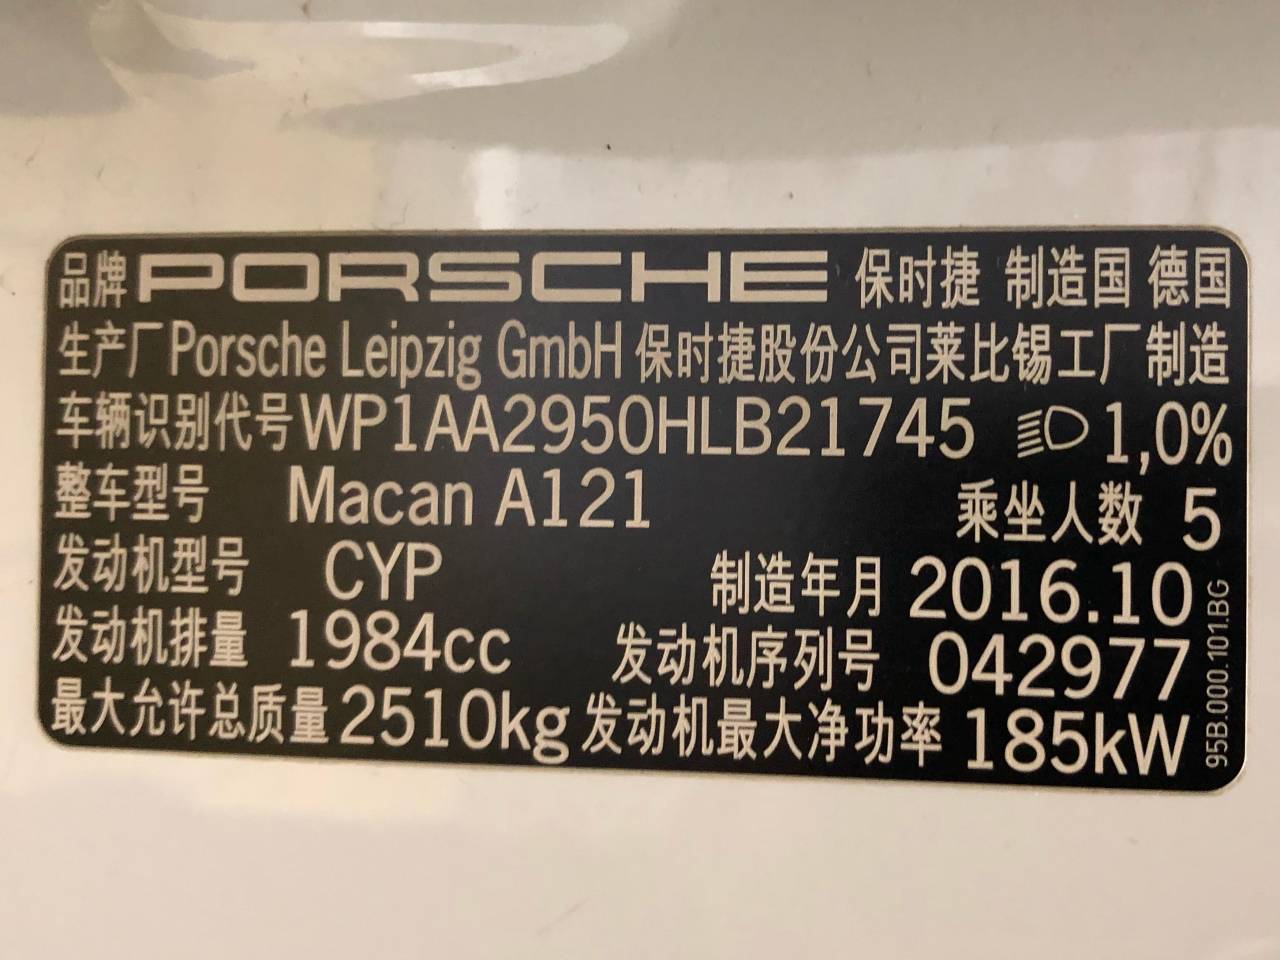 品牌 PORSCHE 保时捷 制造国 德国
生产厂 Porsche Leipzig GmbH 保时捷股份公司莱比锡工厂 制造
车辆识别代号 WP1AA2950HLB21745 1,0%
整车型号 Macan A121 乘坐人数 5
发动机型号 CYP 制造年月 2016.10
发动机排量 1984cc 发动机序列号 042977
最大允许总质量 2510kg 发动机最大净功率 185kW
95B.000.101.BG